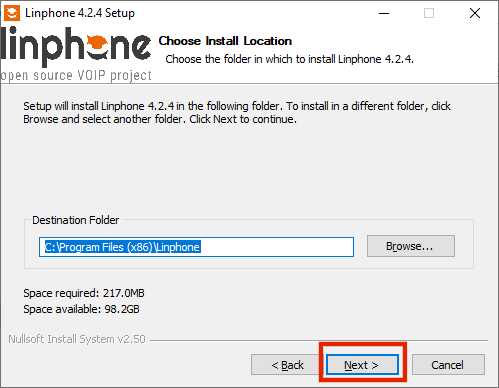 Linphone 4.2.4 Setup
linphone
open source VOIP project
Choose Install Location
Choose the folder in which to install Linphone 4.2.4.
Setup will install Linphone 4.2.4 in the following folder. To install in a different folder, click
Browse and select another folder. Click Next to continue.
Destination Folder
C:\Program Files (x86)\Linphone
Browse...
Space required: 217.0MB
Space available: 98.2GB
Nullsoft Install System v2.50
< Back
Next >
Cancel